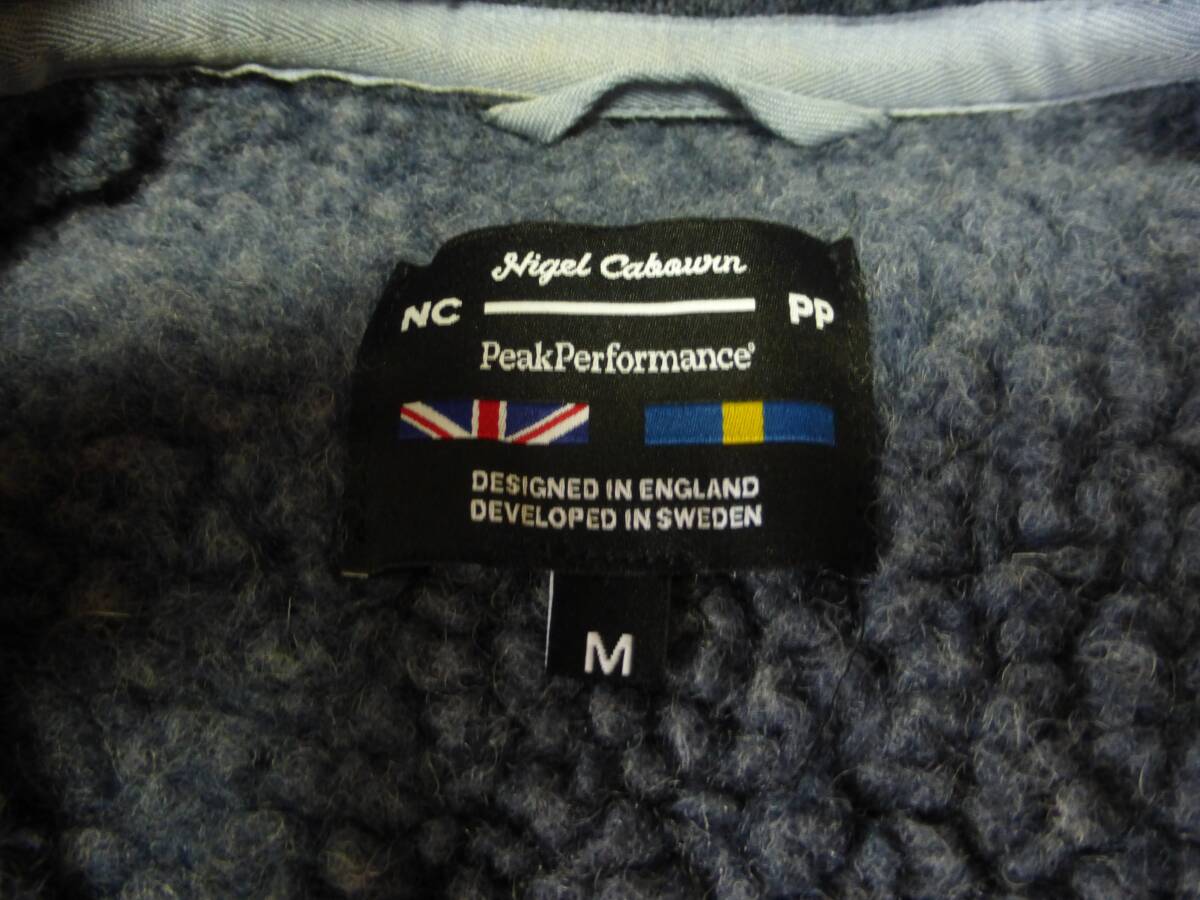 Nigel Cabourn
NC PP
PeakPerformance®
DESIGNED IN ENGLAND
DEVELOPED IN SWEDEN
M